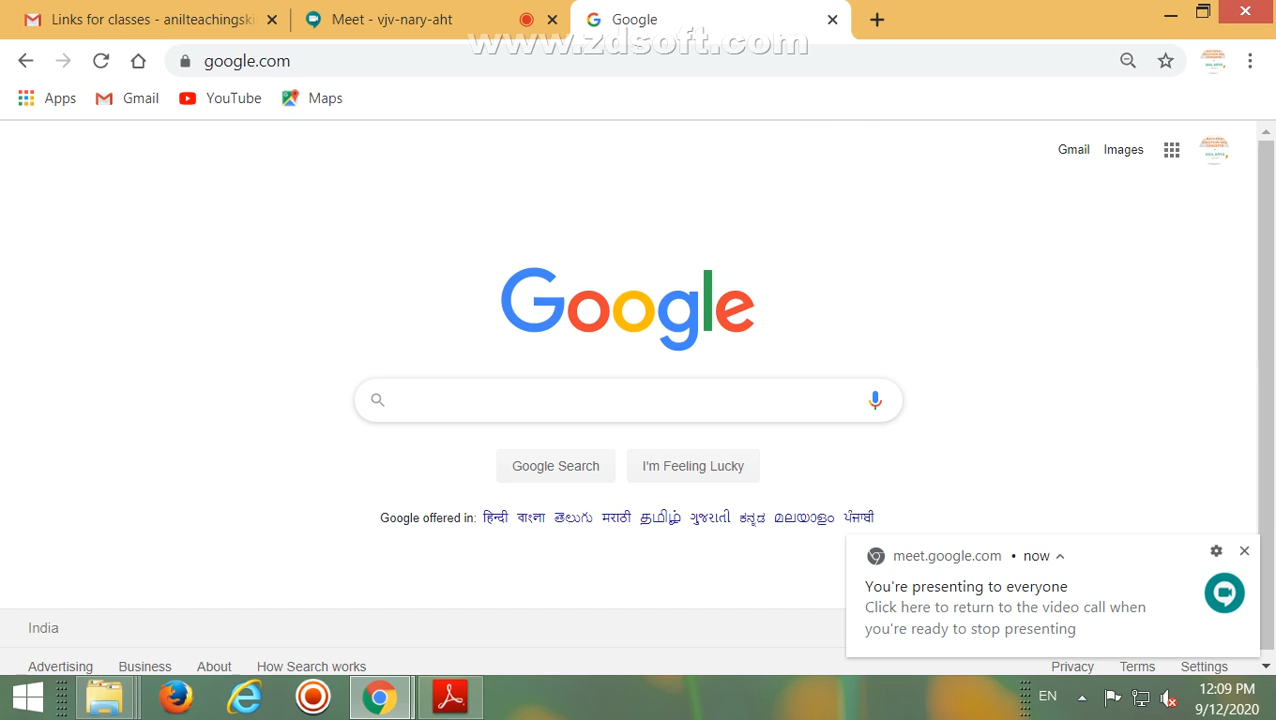 Links for classes - anilteachingski
Meet - vjv-nary-aht
Google
www.zdsoft.com
google.com
Apps
Gmail
YouTube
Maps
Gmail
Images
Google
Google Search
I'm Feeling Lucky
Google offered in: हिन्दी বাংলা తెలుగు मराठी தமிழ் ગુજરાતી ಕನ್ನಡ മലയാളം ਪੰਜਾਬੀ
meet.google.com • now
You're presenting to everyone
Click here to return to the video call when
you're ready to stop presenting
India
Advertising Business About How Search works Privacy Terms Settings
EN
12:09 PM
9/12/2020